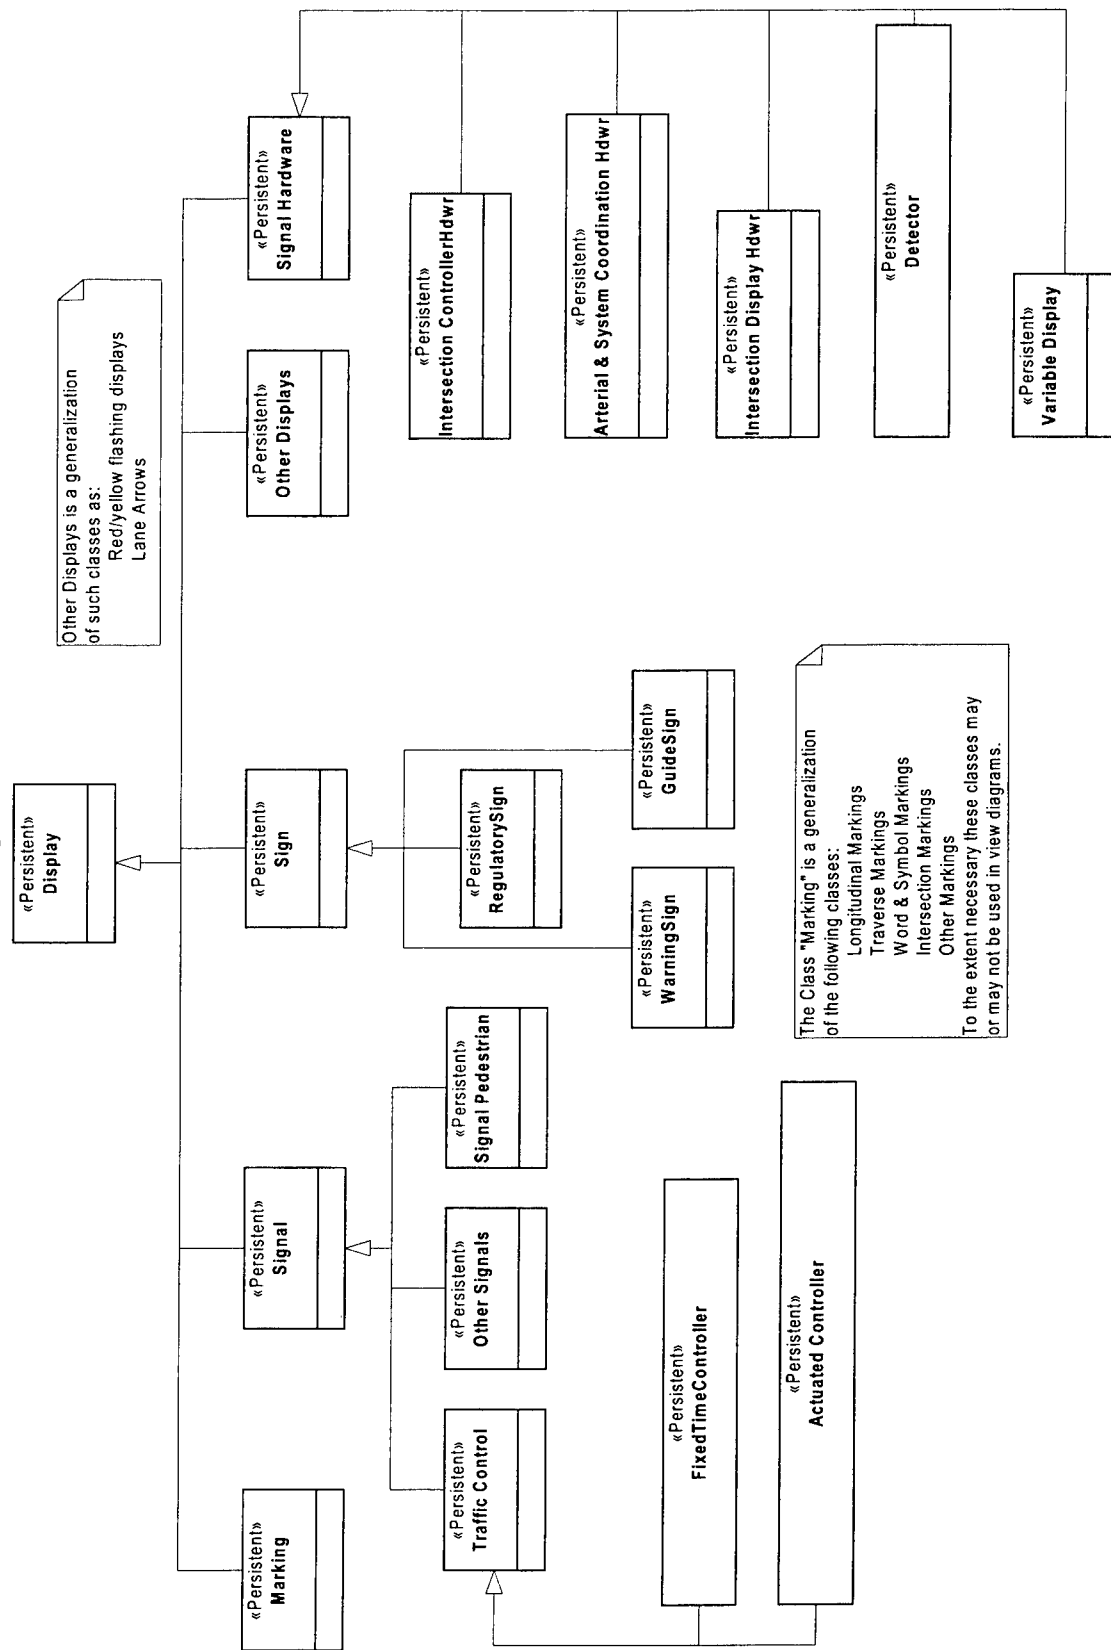 «Persistent»
Display
Other Displays is a generalization
of such classes as:
Red/yellow flashing displays
Lane Arrows
«Persistent»
Marking
«Persistent»
Signal
«Persistent»
Sign
«Persistent»
Other Displays
«Persistent»
Signal Hardware
«Persistent»
Traffic Control
«Persistent»
Other Signals
«Persistent»
Signal Pedestrian
«Persistent»
RegulatorySign
«Persistent»
WarningSign
«Persistent»
GuideSign
«Persistent»
Intersection ControllerHdwr
«Persistent»
Arterial & System Coordination Hdwr
«Persistent»
Intersection Display Hdwr
«Persistent»
Detector
«Persistent»
Variable Display
«Persistent»
FixedTimeController
«Persistent»
Actuated Controller
The Class "Marking" is a generalization
of the following classes:
Longitudinal Markings
Traverse Markings
Word & Symbol Markings
Intersection Markings
Other Markings
To the extent necessary these classes may
or may not be used in view diagrams.